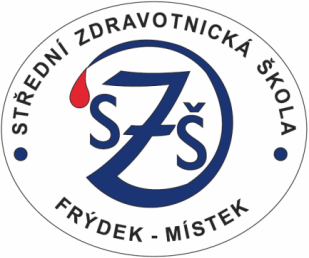 STŘEDNÍ ZDRAVOTNICKÁ ŠKOLA
SZŠ
FRÝDEK - MÍSTEK